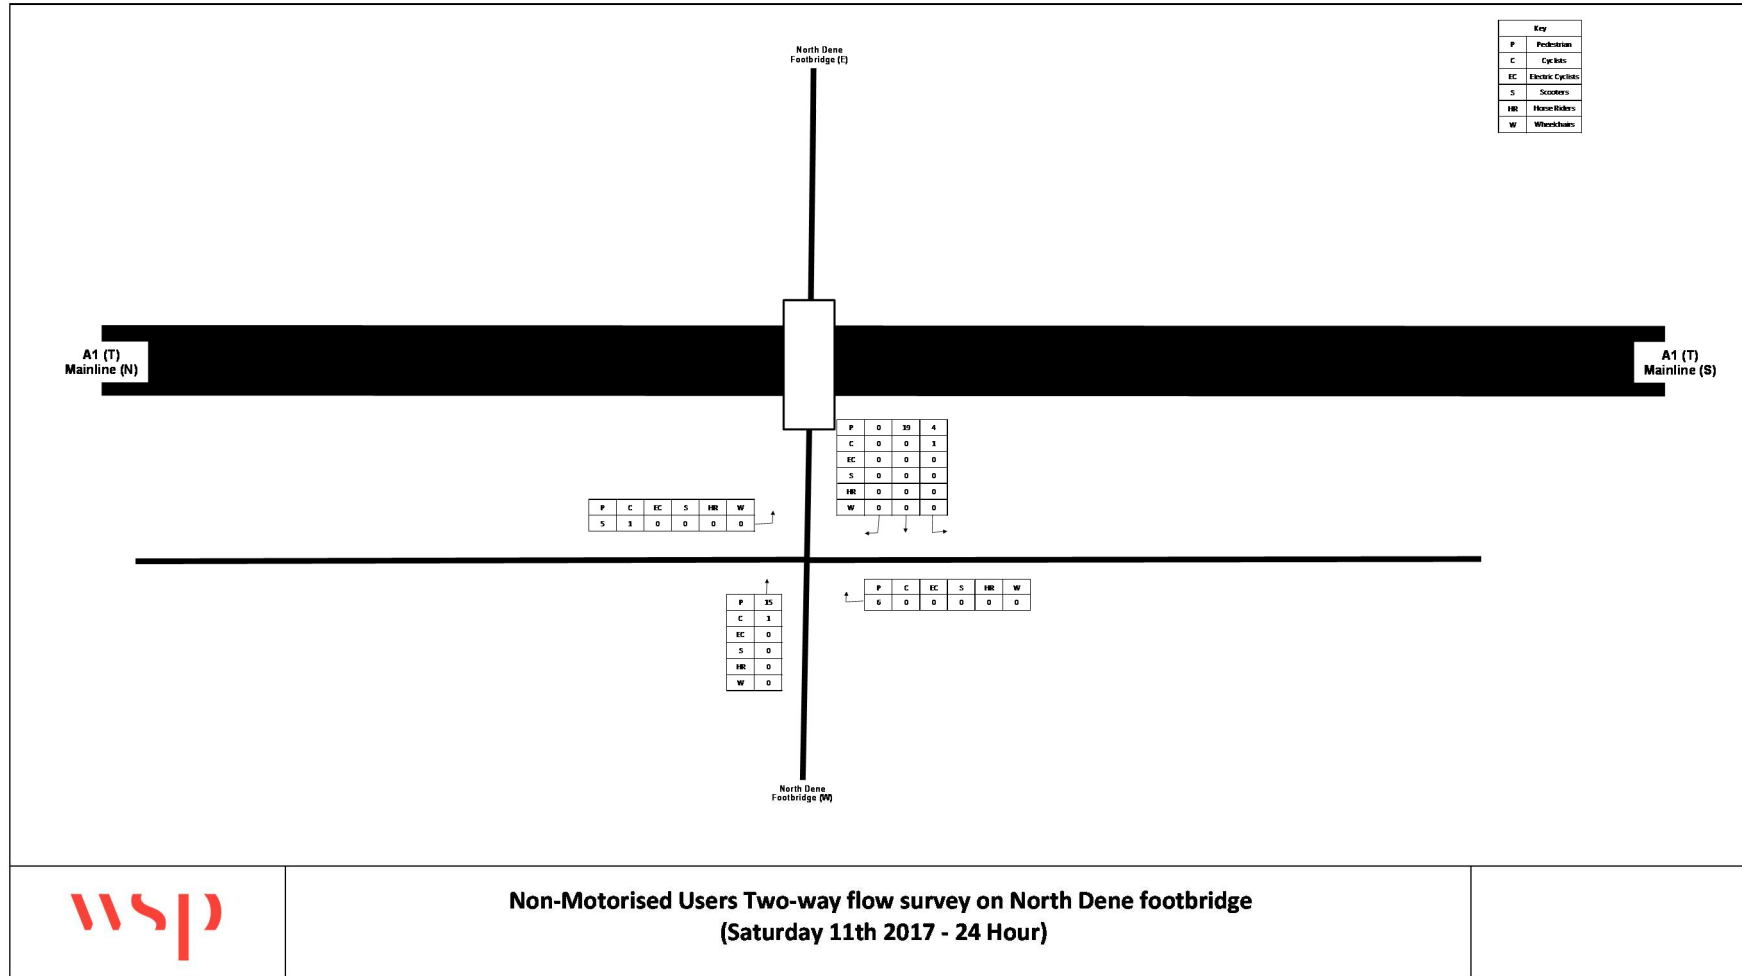 North Dene
Footbridge (E)
Key
P Pedestrian
C Cyclists
EC Electric Cyclists
S Scooters
HR Horse Riders
W Wheelchairs
A1 (T)
Mainline (N)
A1 (T)
Mainline (S)
P 0 19 4
C 0 0 1
EC 0 0 0
S 0 0 0
HR 0 0 0
W 0 0 0
P C EC S HR W
5 1 0 0 0 0
P C EC S HR W
6 0 0 0 0 0
P 15
C 1
EC 0
S 0
HR 0
W 0
North Dene
Footbridge (W)
wsp
Non-Motorised Users Two-way flow survey on North Dene footbridge
(Saturday 11th 2017 - 24 Hour)